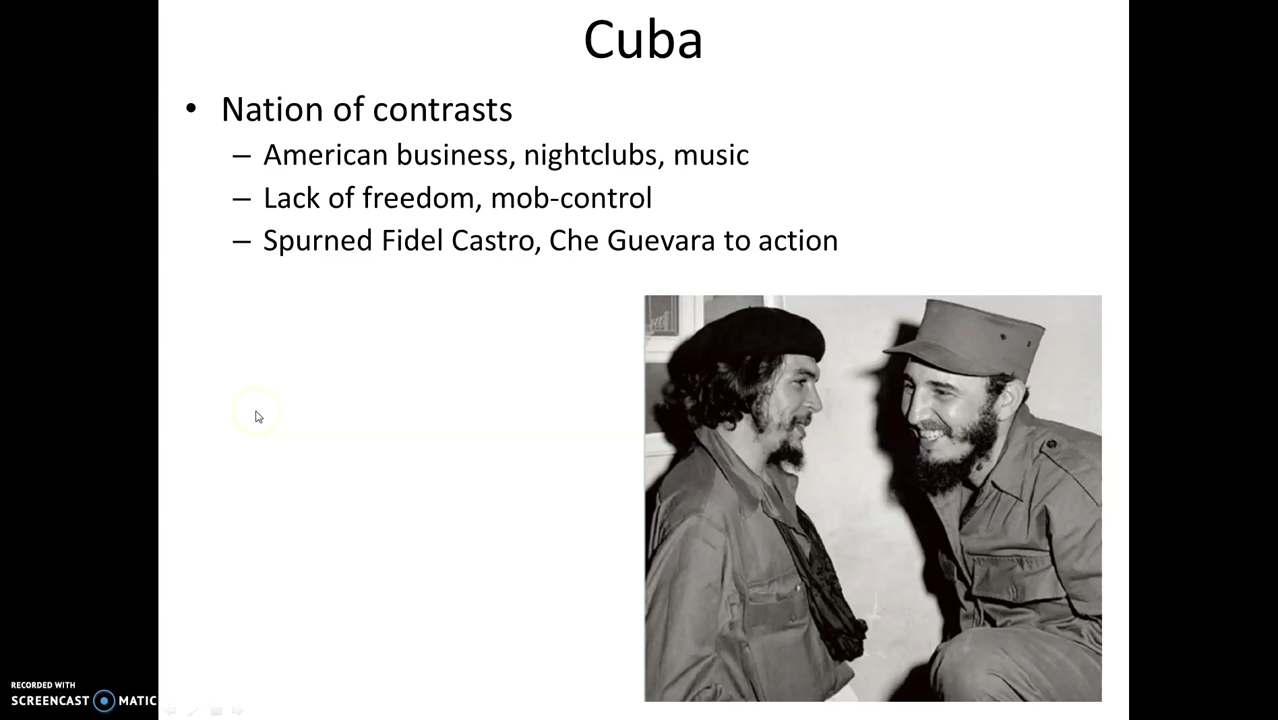 Cuba
• Nation of contrasts
– American business, nightclubs, music
– Lack of freedom, mob-control
– Spurned Fidel Castro, Che Guevara to action
RECORDED WITH
SCREENCAST MATIC